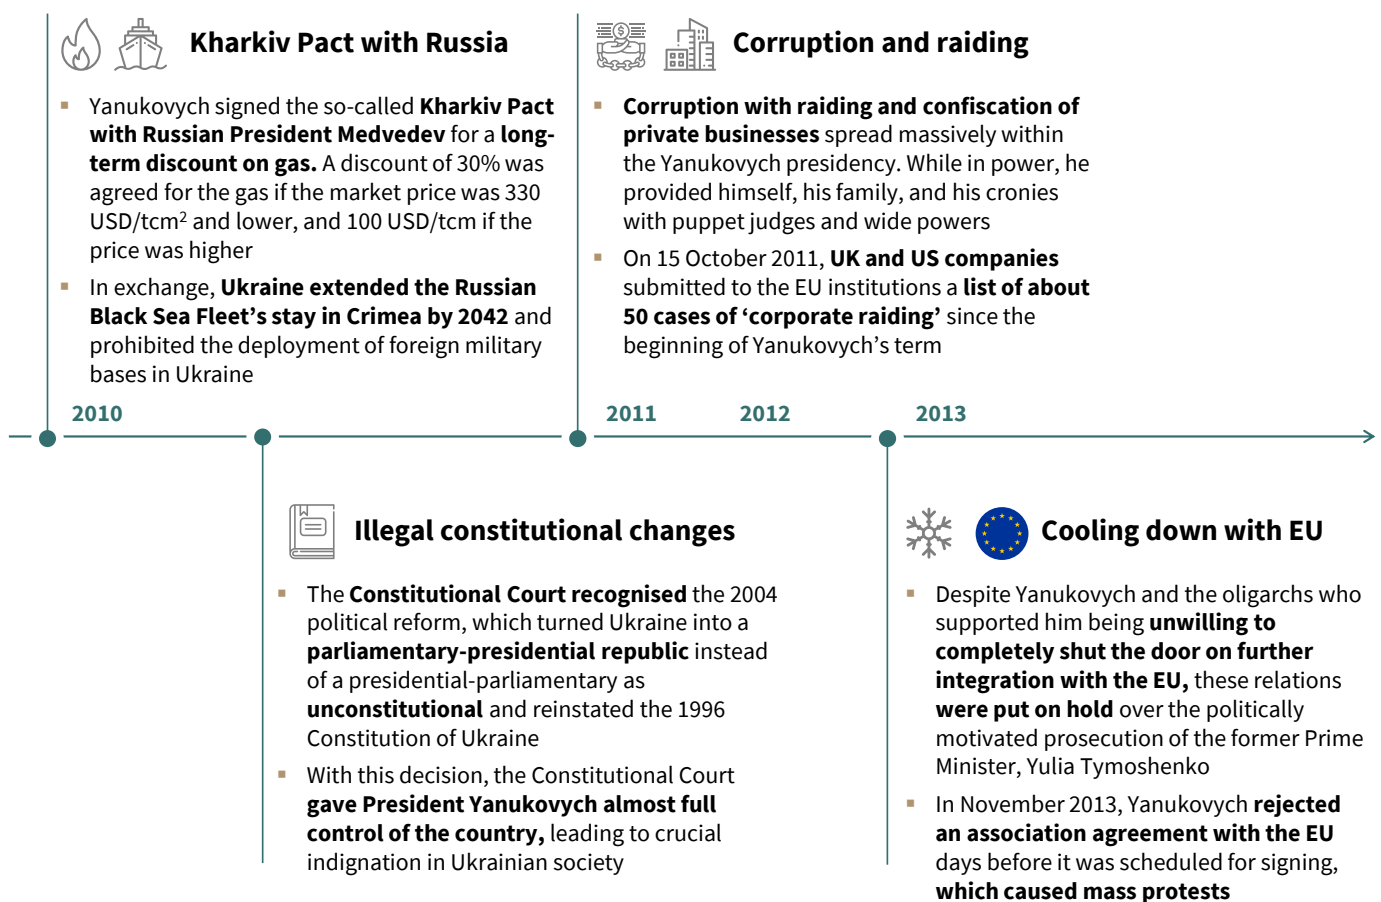 Kharkiv Pact with Russia
▪ Yanukovych signed the so-called Kharkiv Pact
with Russian President Medvedev for a long-
term discount on gas. A discount of 30% was
agreed for the gas if the market price was 330
USD/tcm² and lower, and 100 USD/tcm if the
price was higher
▪ In exchange, Ukraine extended the Russian
Black Sea Fleet’s stay in Crimea by 2042 and
prohibited the deployment of foreign military
bases in Ukraine
Corruption and raiding
▪ Corruption with raiding and confiscation of
private businesses spread massively within
the Yanukovych presidency. While in power, he
provided himself, his family, and his cronies
with puppet judges and wide powers
▪ On 15 October 2011, UK and US companies
submitted to the EU institutions a list of about
50 cases of ‘corporate raiding’ since the
beginning of Yanukovych’s term
2010
2011
2012
2013
Illegal constitutional changes
▪ The Constitutional Court recognised the 2004
political reform, which turned Ukraine into a
parliamentary-presidential republic instead
of a presidential-parliamentary as
unconstitutional and reinstated the 1996
Constitution of Ukraine
▪ With this decision, the Constitutional Court
gave President Yanukovych almost full
control of the country, leading to crucial
indignation in Ukrainian society
Cooling down with EU
▪ Despite Yanukovych and the oligarchs who
supported him being unwilling to
completely shut the door on further
integration with the EU, these relations
were put on hold over the politically
motivated prosecution of the former Prime
Minister, Yulia Tymoshenko
▪ In November 2013, Yanukovych rejected
an association agreement with the EU
days before it was scheduled for signing,
which caused mass protests